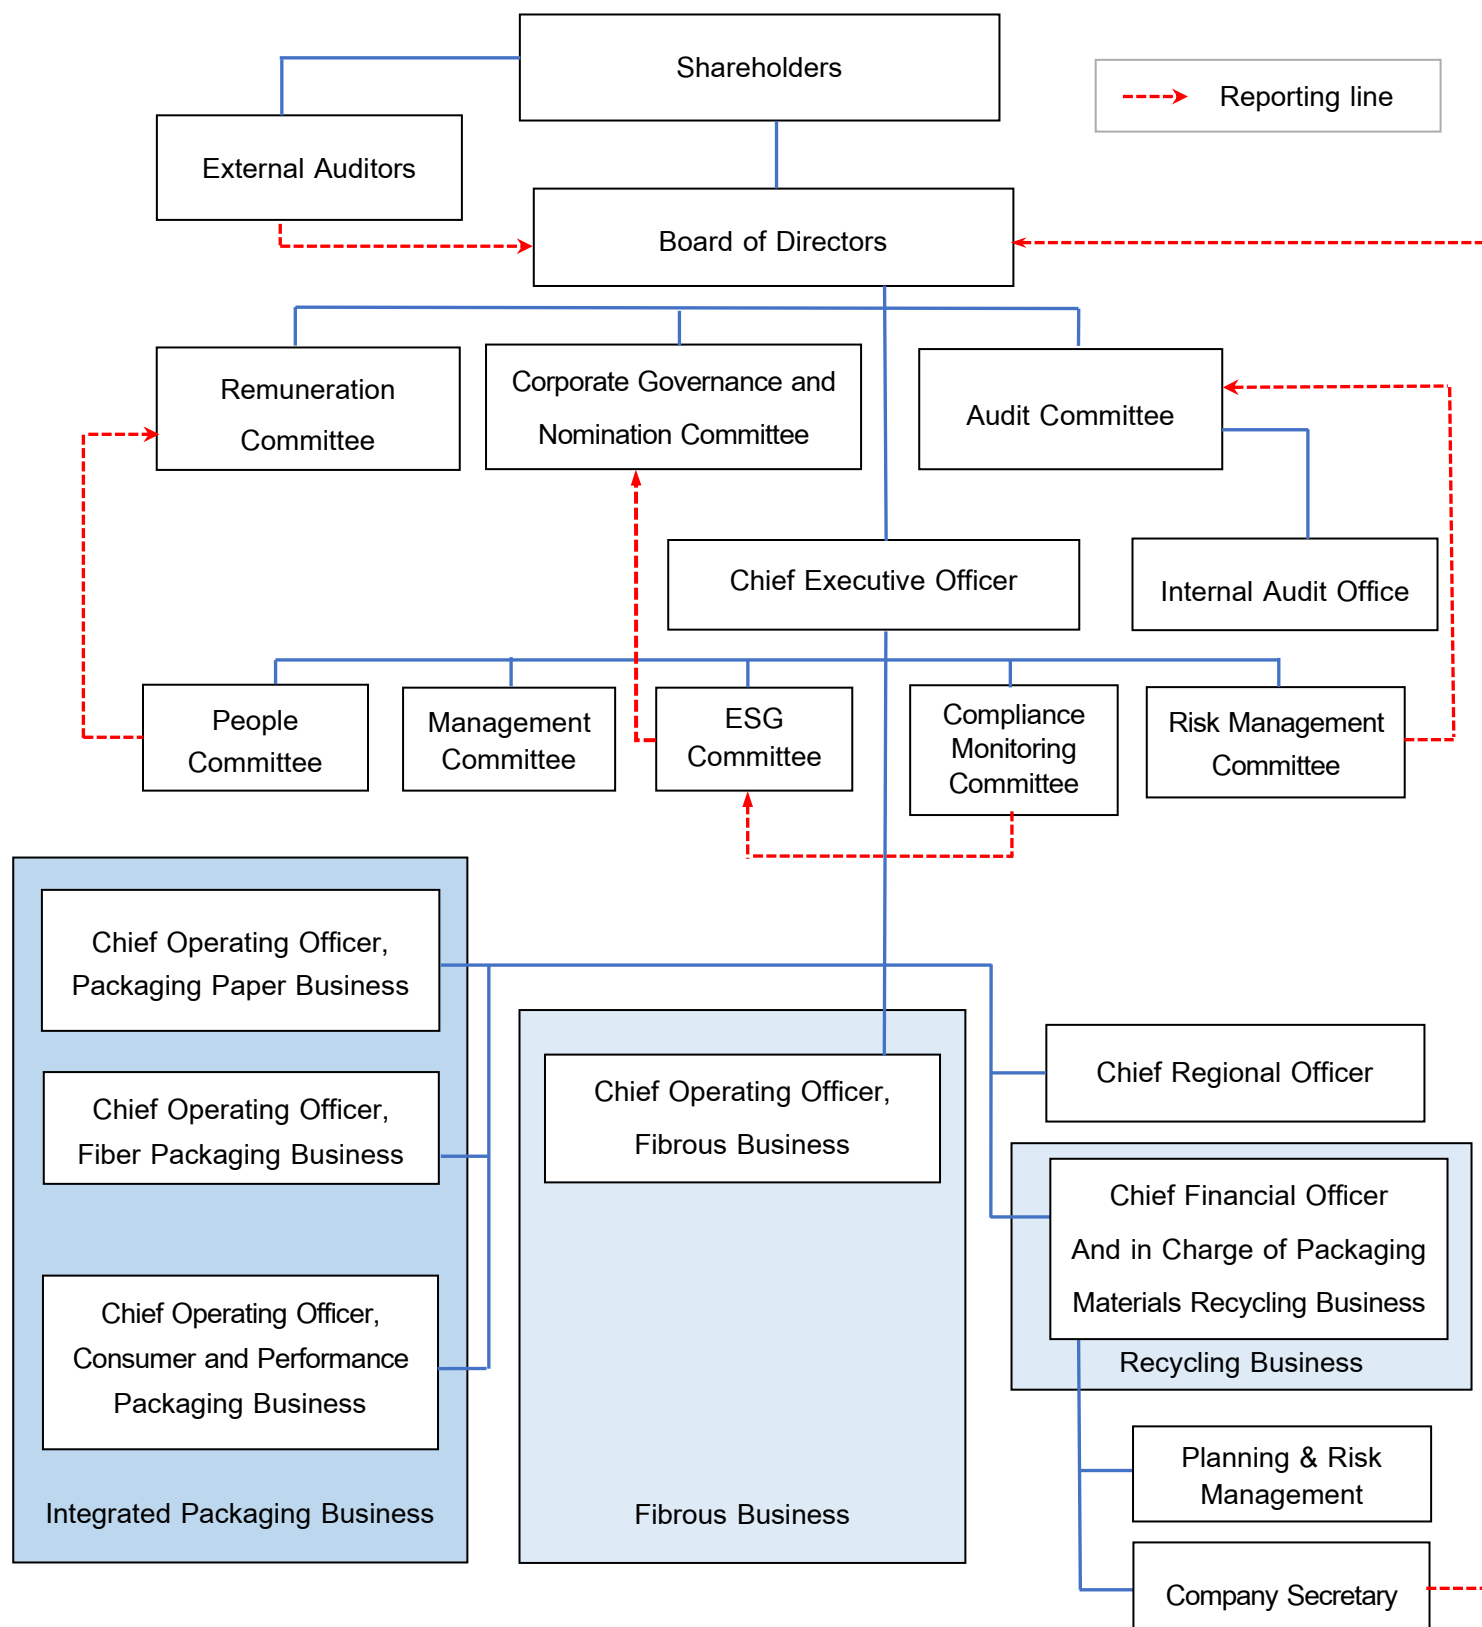 Shareholders
Reporting line
External Auditors
Board of Directors
Remuneration
Committee
Corporate Governance and
Nomination Committee
Audit Committee
Chief Executive Officer
Internal Audit Office
People
Committee
Management
Committee
ESG
Committee
Compliance
Monitoring
Committee
Risk Management
Committee
Chief Operating Officer,
Packaging Paper Business
Chief Operating Officer,
Fiber Packaging Business
Chief Operating Officer,
Consumer and Performance
Packaging Business
Integrated Packaging Business
Chief Operating Officer,
Fibrous Business
Fibrous Business
Chief Regional Officer
Chief Financial Officer
And in Charge of Packaging
Materials Recycling Business
Recycling Business
Planning & Risk
Management
Company Secretary